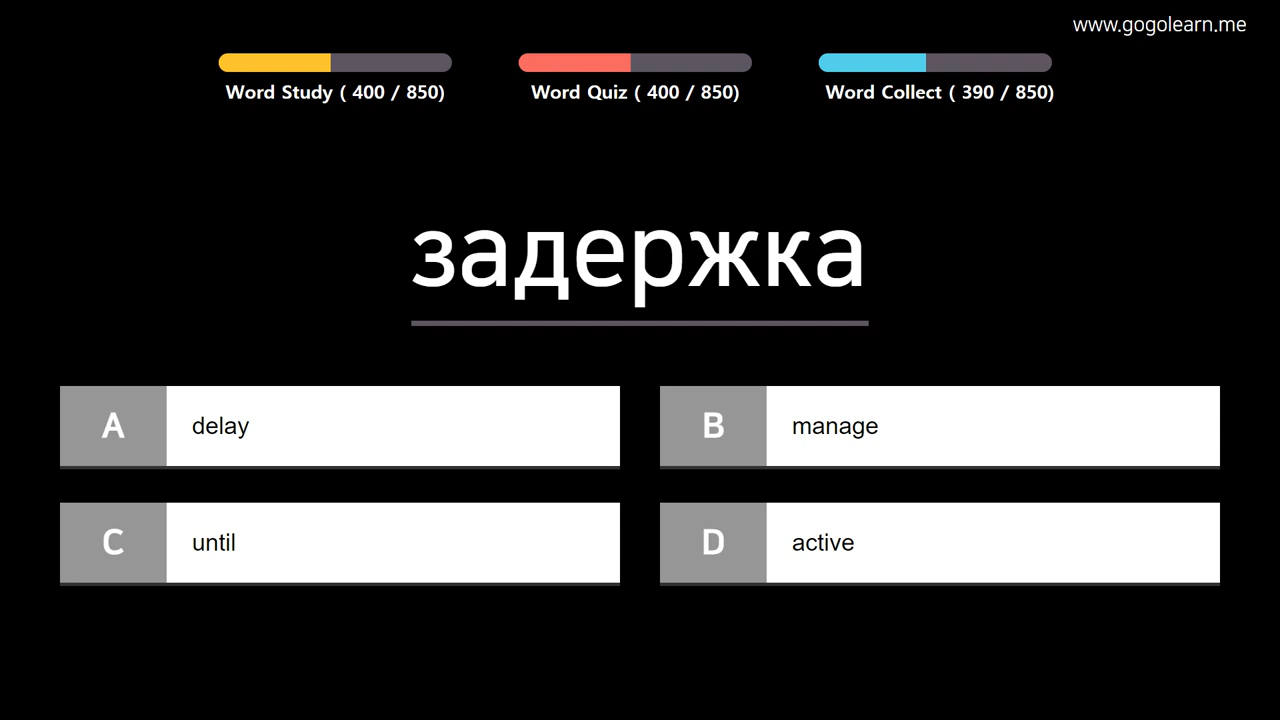 www.gogolearn.me
Word Study ( 400 / 850)
Word Quiz ( 400 / 850)
Word Collect ( 390 / 850)
задержка
A delay
B manage
C until
D active